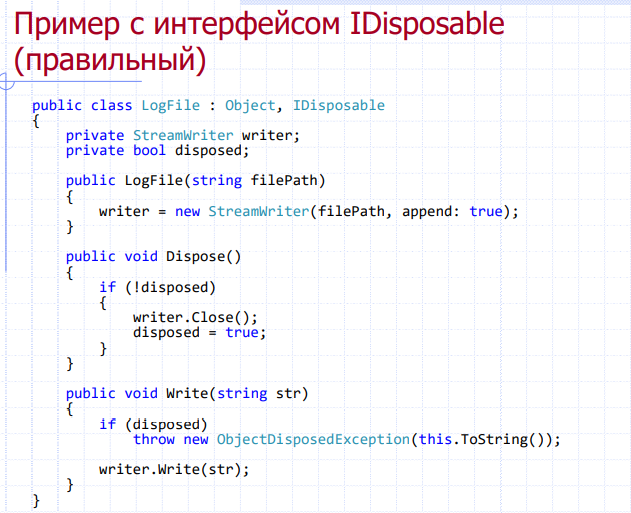 Пример с интерфейсом IDisposable
(правильный)
public class LogFile : Object, IDisposable
{
    private StreamWriter writer;
    private bool disposed;

    public LogFile(string filePath)
    {
        writer = new StreamWriter(filePath, append: true);
    }

    public void Dispose()
    {
        if (!disposed)
        {
            writer.Close();
            disposed = true;
        }
    }

    public void Write(string str)
    {
        if (disposed)
            throw new ObjectDisposedException(this.ToString());

        writer.Write(str);
    }
}